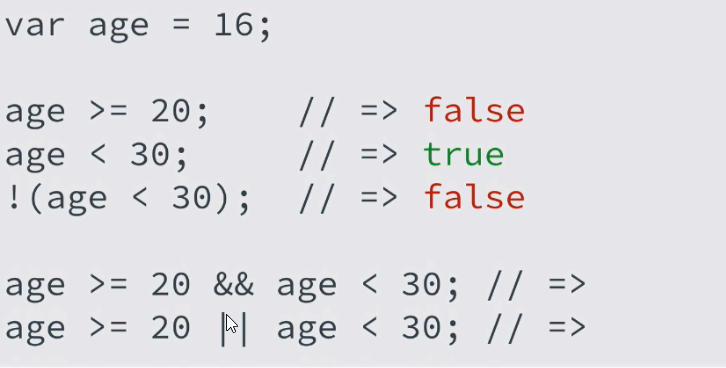 var age = 16;
age >= 20; // => false
age < 30; // => true
!(age < 30); // => false
age >= 20 && age < 30; // =>
age >= 20 || age < 30; // =>